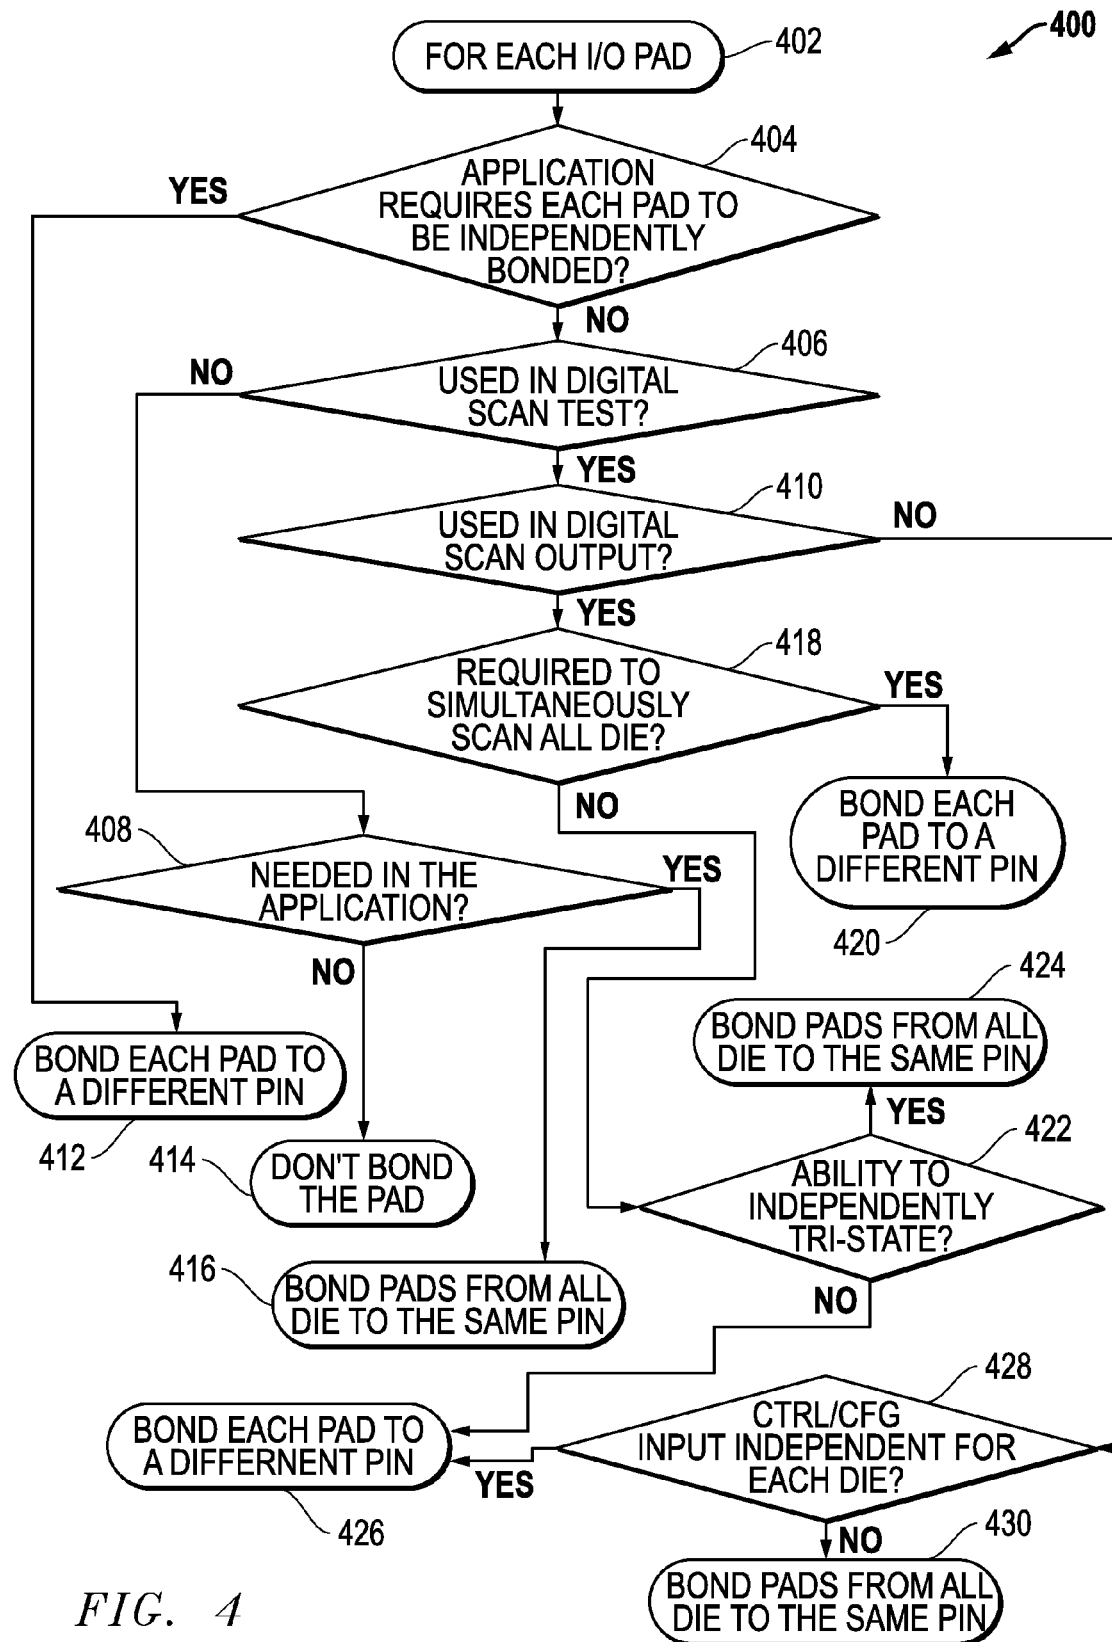 400
FOR EACH I/O PAD
402
404
APPLICATION
REQUIRES EACH PAD TO
BE INDEPENDENTLY
BONDED?
YES
NO
406
USED IN DIGITAL
SCAN TEST?
NO
YES
410
USED IN DIGITAL
SCAN OUTPUT?
NO
YES
418
REQUIRED TO
SIMULTANEOUSLY
SCAN ALL DIE?
YES
NO
BOND EACH
PAD TO A
DIFFERENT PIN
420
408
NEEDED IN THE
APPLICATION?
YES
NO
424
BOND PADS FROM ALL
DIE TO THE SAME PIN
BOND EACH PAD TO
A DIFFERENT PIN
412
YES
422
414
DON'T BOND
THE PAD
ABILITY TO
INDEPENDENTLY
TRI-STATE?
NO
416
BOND PADS FROM ALL
DIE TO THE SAME PIN
428
CTRL/CFG
INPUT INDEPENDENT FOR
EACH DIE?
BOND EACH PAD TO
A DIFFERNENT PIN
YES
426
NO
430
BOND PADS FROM ALL
DIE TO THE SAME PIN
FIG. 4